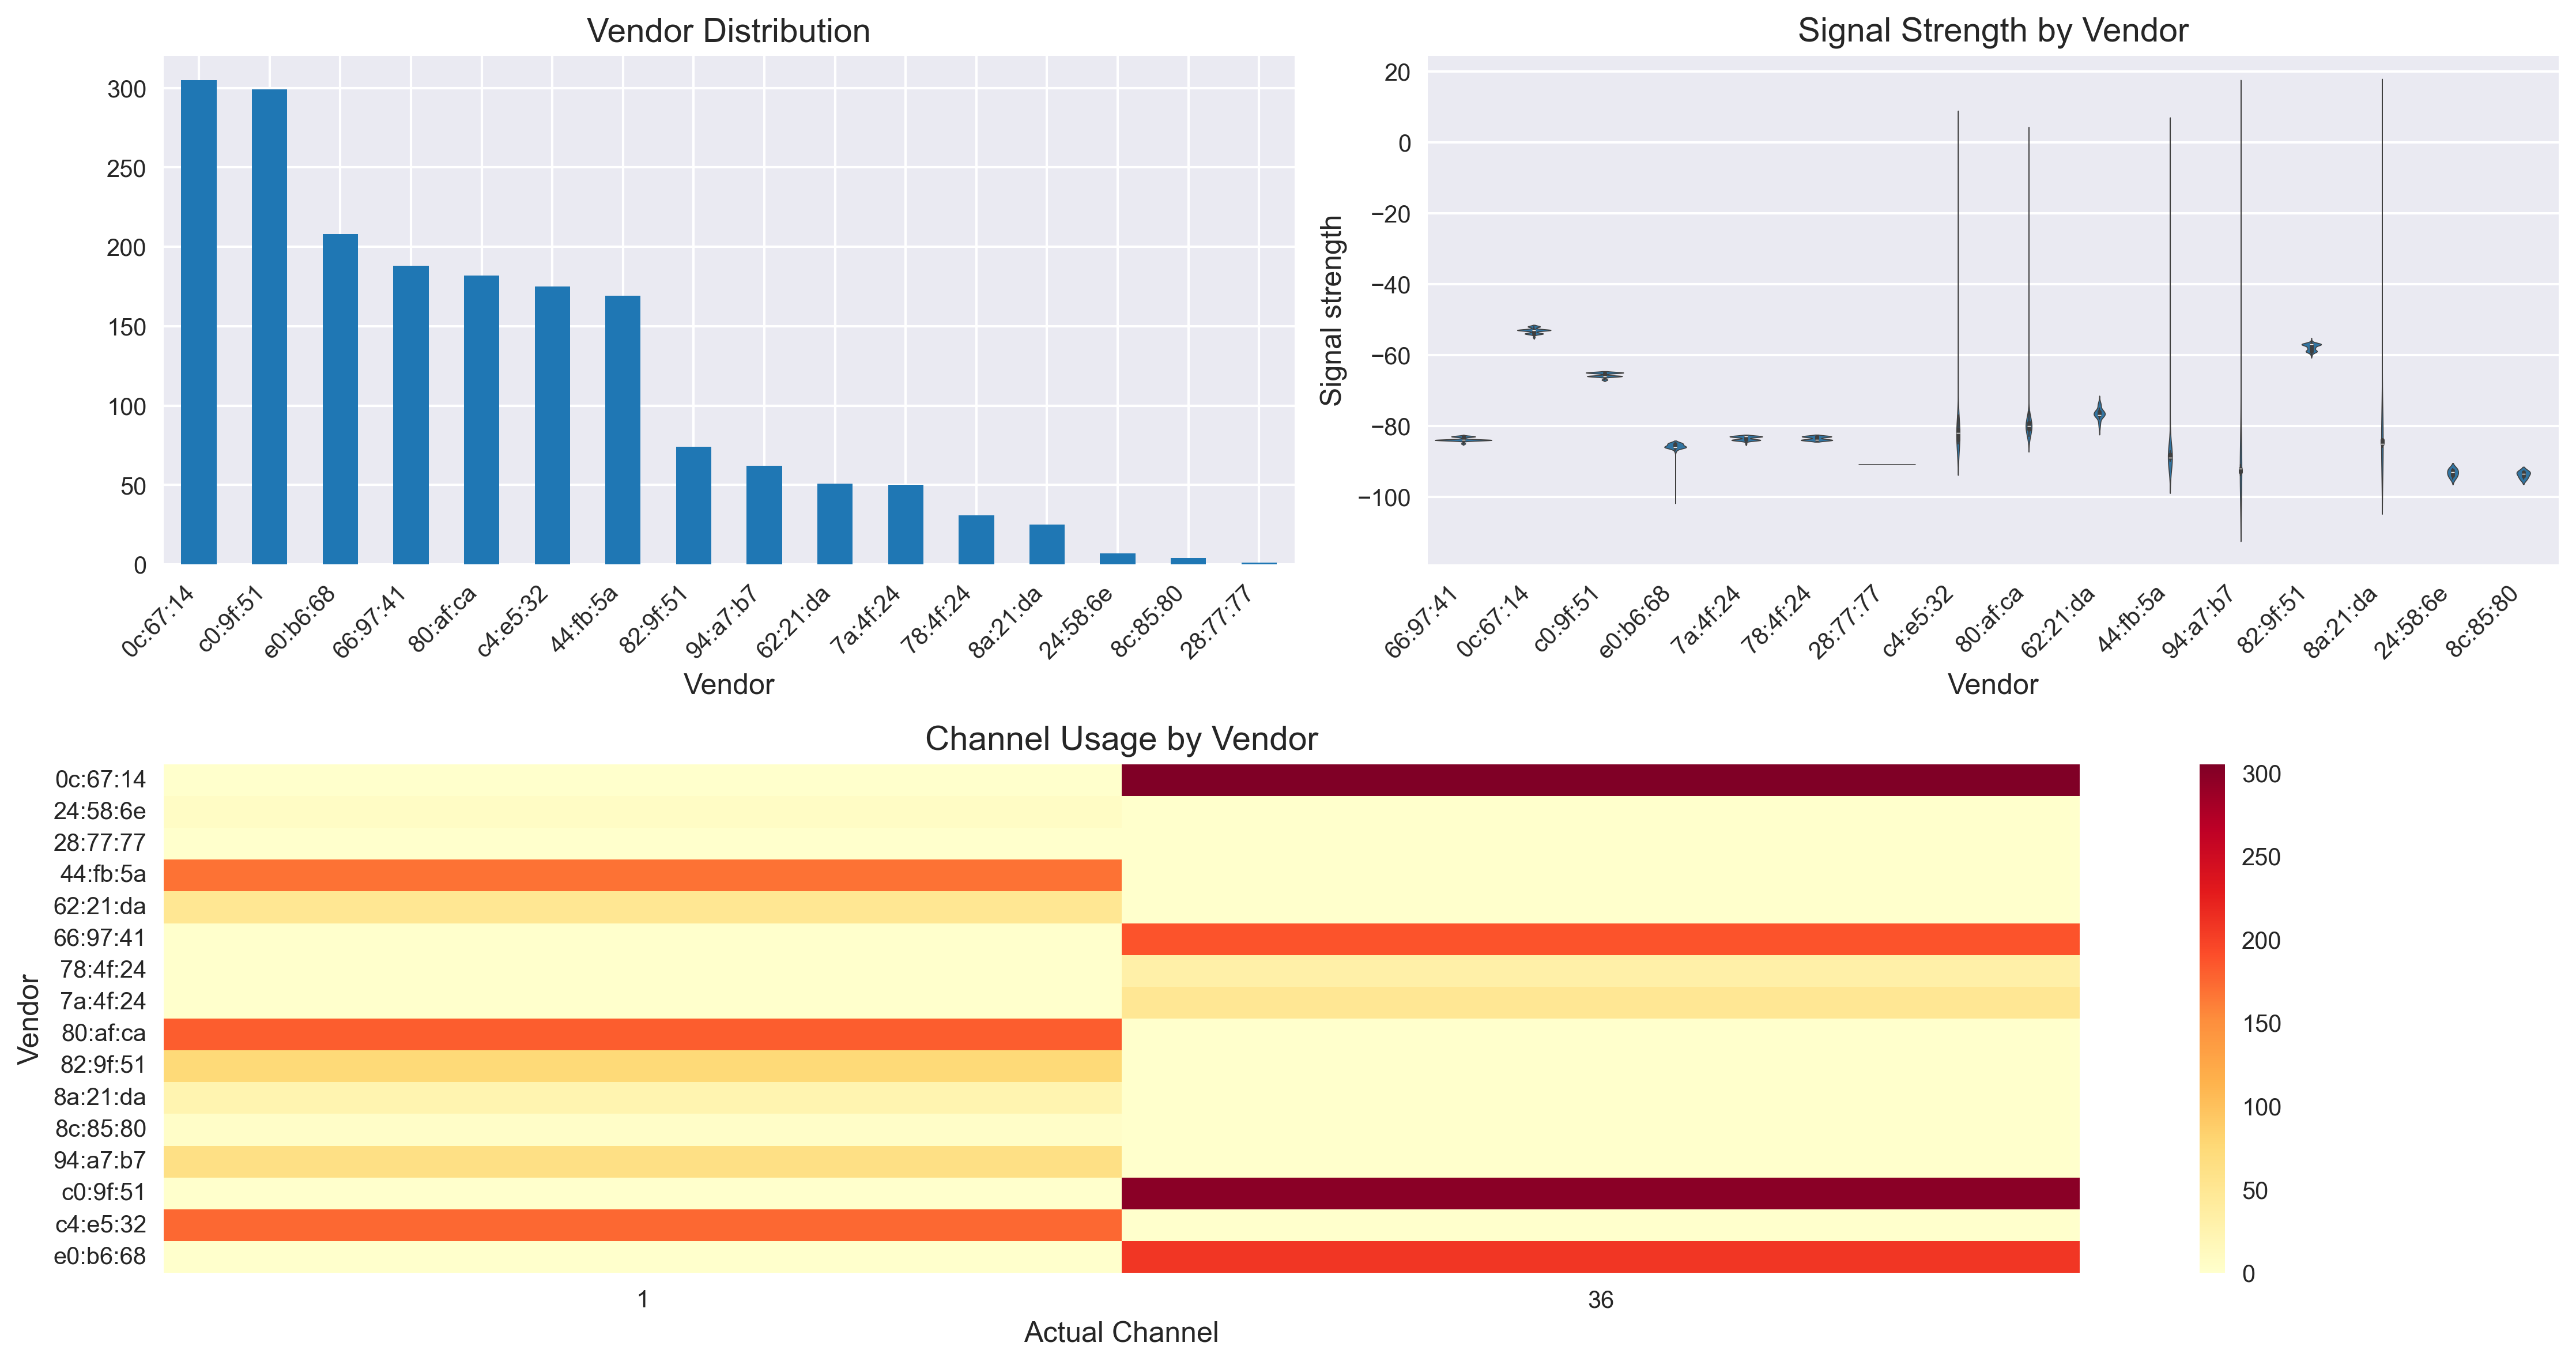 Vendor Distribution
300
250
200
150
100
50
0
0c:67:14
c0:9f:51
e0:b6:68
66:97:41
80:af:ca
c4:e5:32
44:fb:5a
82:9f:51
94:a7:b7
62:21:da
7a:4f:24
78:4f:24
8a:21:da
24:58:6e
8c:85:80
28:77:77
Vendor
Signal Strength by Vendor
Signal strength
20
0
−20
−40
−60
−80
−100
66:97:41
0c:67:14
c0:9f:51
e0:b6:68
7a:4f:24
78:4f:24
28:77:77
c4:e5:32
80:af:ca
62:21:da
44:fb:5a
94:a7:b7
82:9f:51
8a:21:da
24:58:6e
8c:85:80
Vendor
Channel Usage by Vendor
Vendor
0c:67:14
24:58:6e
28:77:77
44:fb:5a
62:21:da
66:97:41
78:4f:24
7a:4f:24
80:af:ca
82:9f:51
8a:21:da
8c:85:80
94:a7:b7
c0:9f:51
c4:e5:32
e0:b6:68
1
36
Actual Channel
300
250
200
150
100
50
0